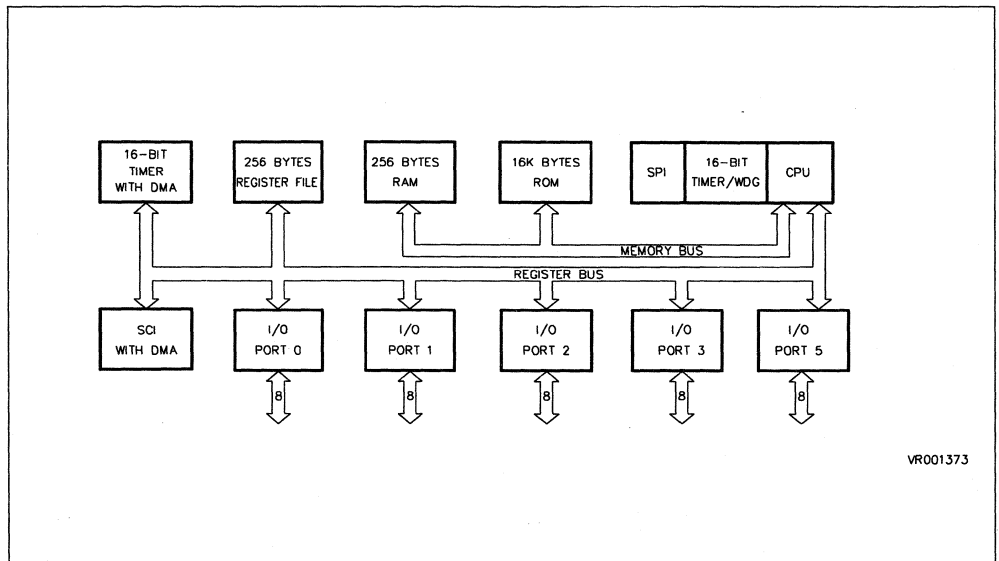 16-BIT
TIMER
WITH DMA
256 BYTES
REGISTER FILE
256 BYTES
RAM
16K BYTES
ROM
SPI
16-BIT
TIMER/WDG
CPU
MEMORY BUS
REGISTER BUS
SCI
WITH DMA
I/O
PORT 0
I/O
PORT 1
I/O
PORT 2
I/O
PORT 3
I/O
PORT 5
8
8
8
8
8
VR001373